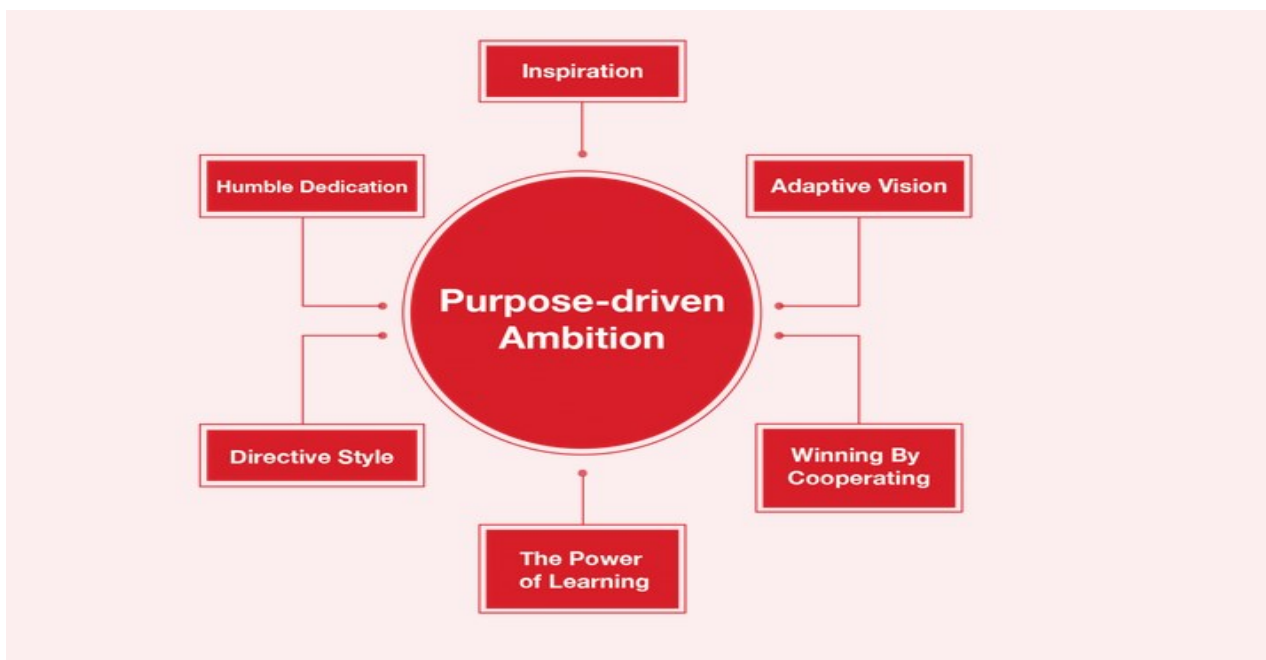 Inspiration
Humble Dedication
Adaptive Vision
Purpose-driven
Ambition
Directive Style
Winning By
Cooperating
The Power
of Learning